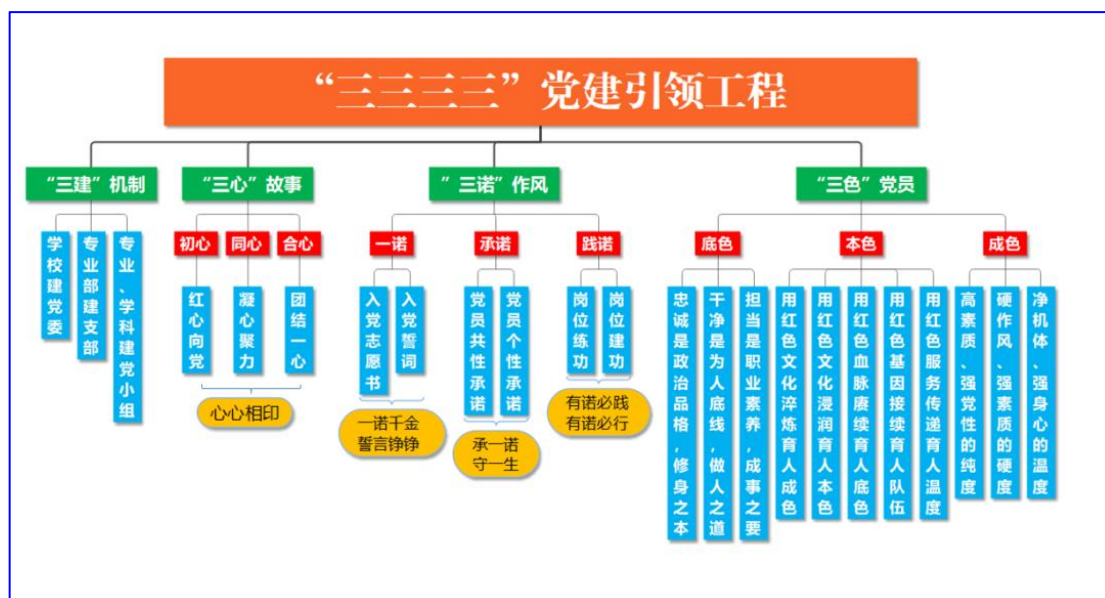 “三三三三”党建引领工程
“三建”机制
“三心”故事
”三诺”作风
“三色”党员
初心
同心
合心
一诺
承诺
践诺
底色
本色
成色
学校建党委
专业部建支部
专业、学科建党小组
红心向党
凝心聚力
团结一心
入党志愿书
入党誓词
党员共性承诺
党员个性承诺
岗位练功
岗位建功
忠诚是政治品格,修身之本
干净是为人底线,做人之道
担当是职业素养,成事之要
用红色文化淬炼育人成色
用红色文化浸润育人本色
用红色血脉赓续育人底色
用红色基因接续育人队伍
用红色服务传递育人温度
高素质、强党性的纯度
硬作风、强素质的硬度
净机体、强身心的温度
心心相印
一诺千金
誓言铮铮
承一诺
守一生
有诺必践
有诺必行